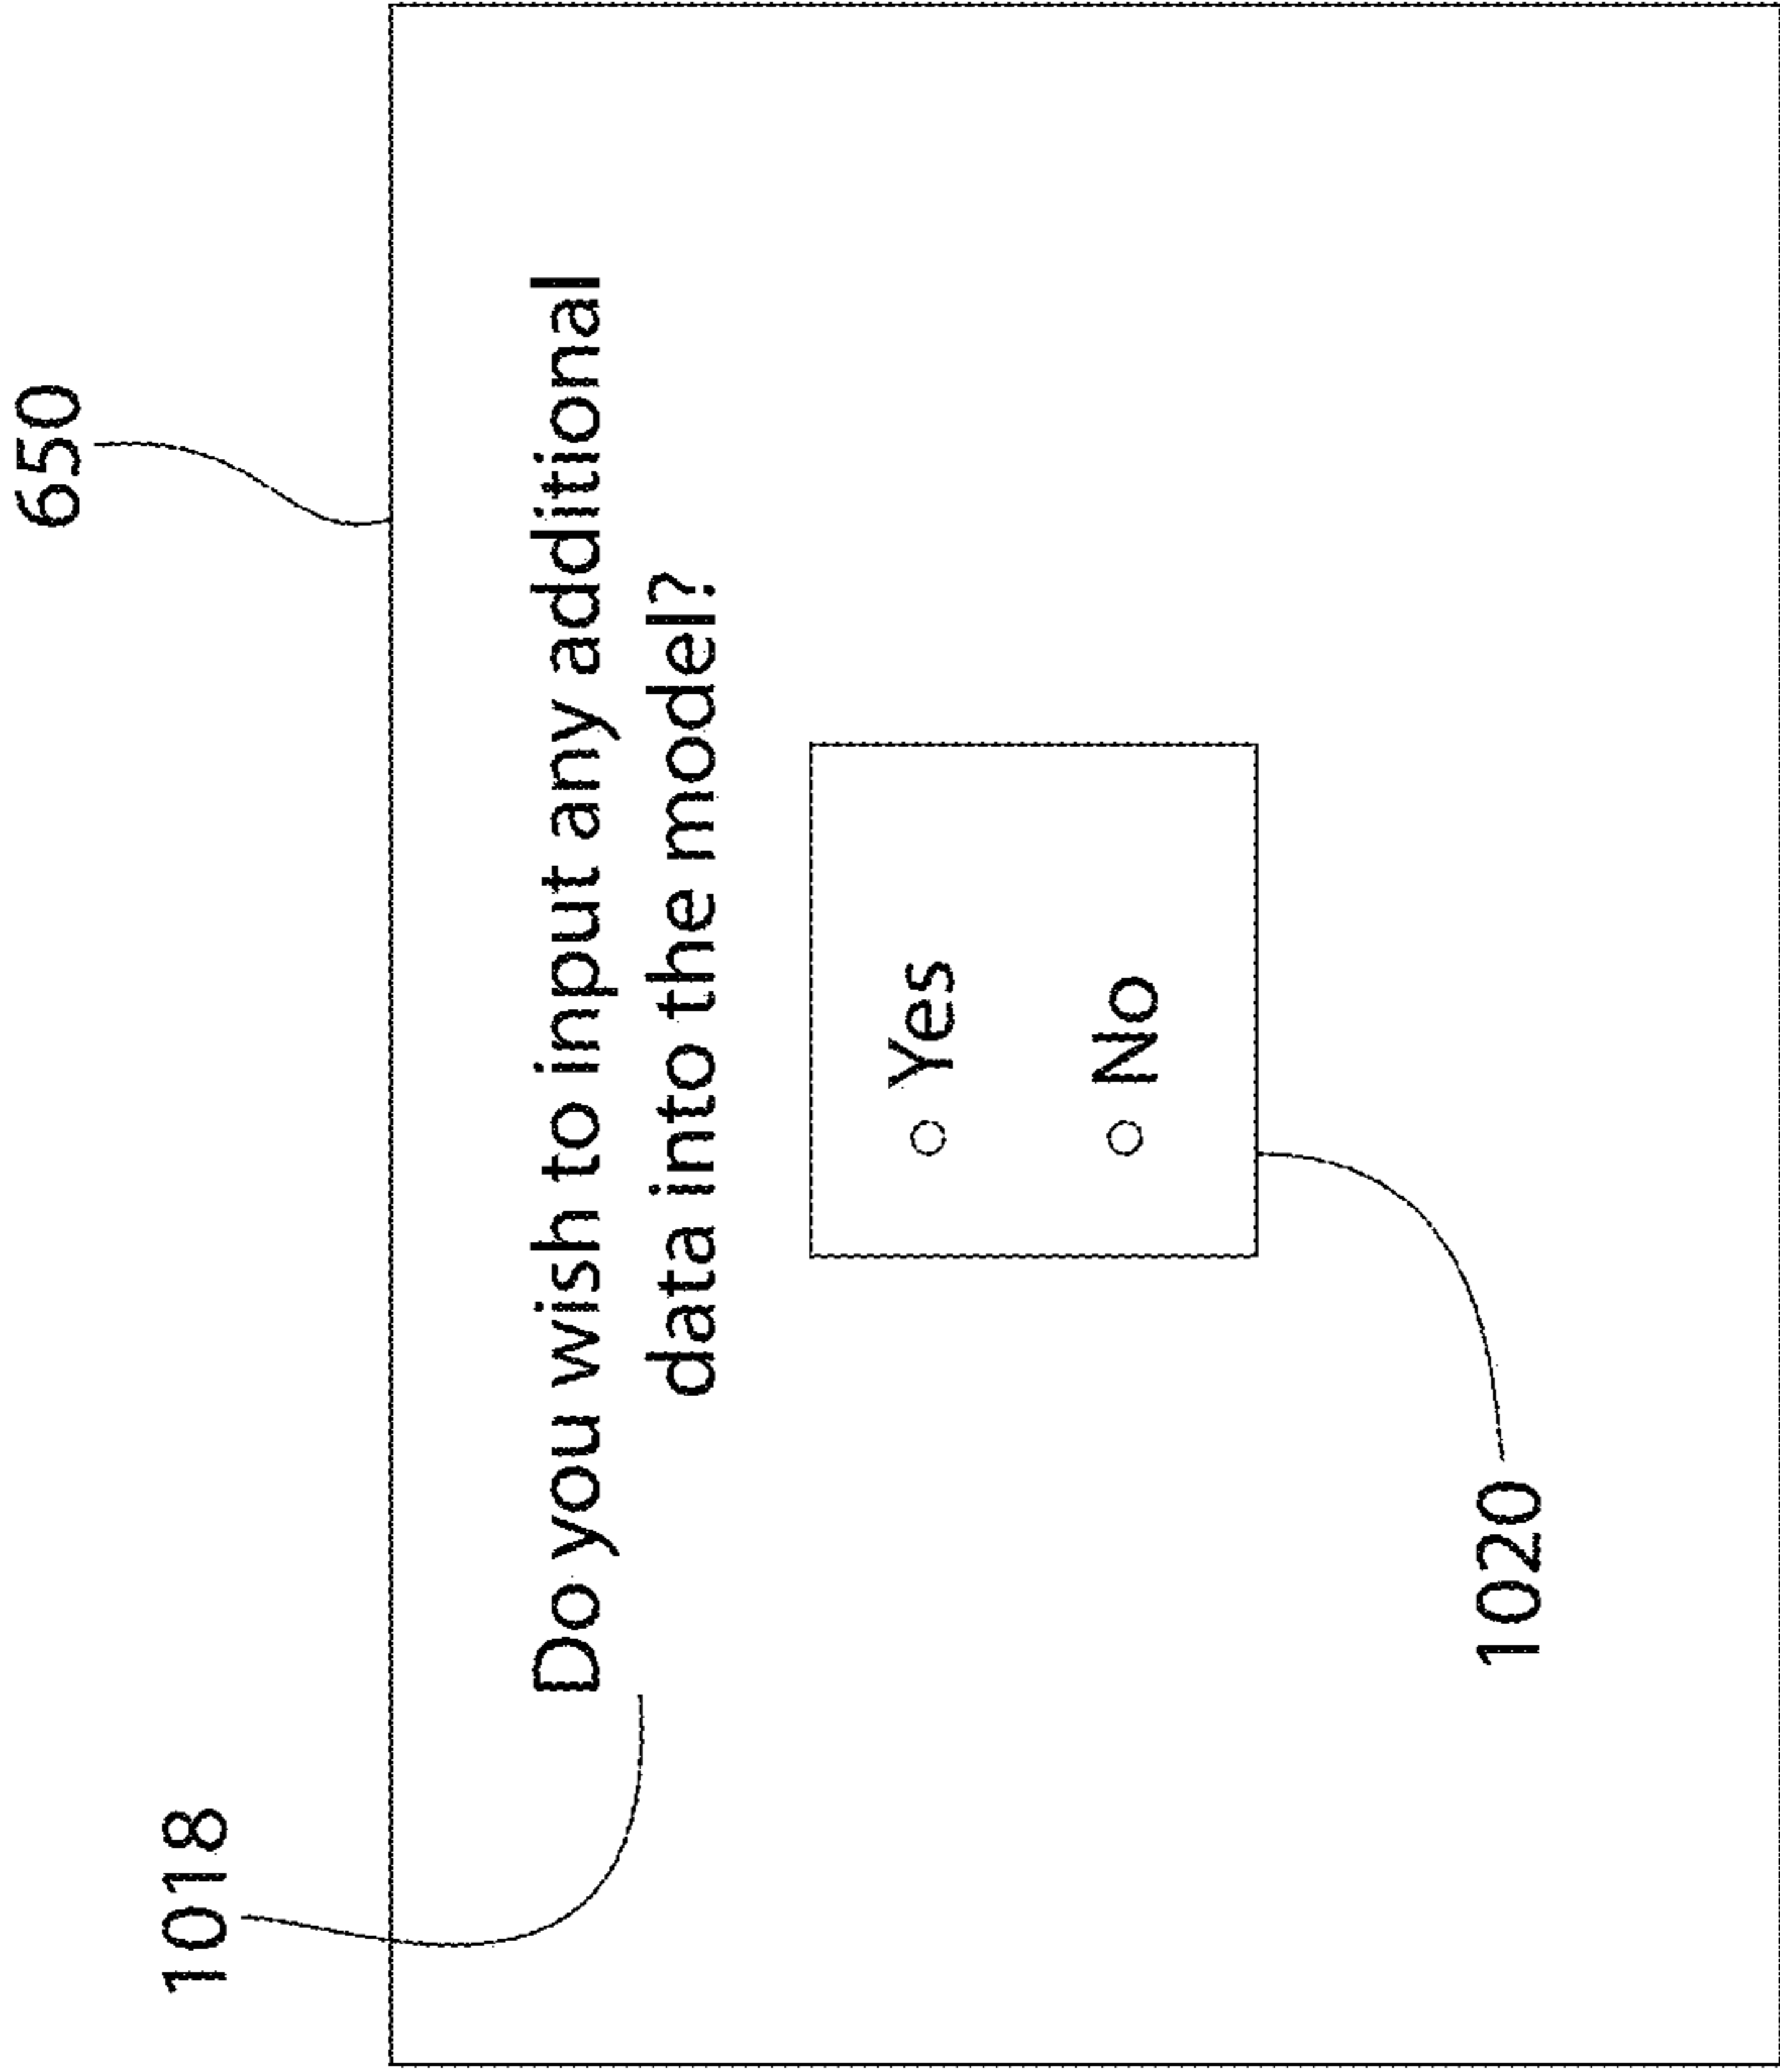 650
1018
Do you wish to input any additional
data into the model?
Yes
No
1020